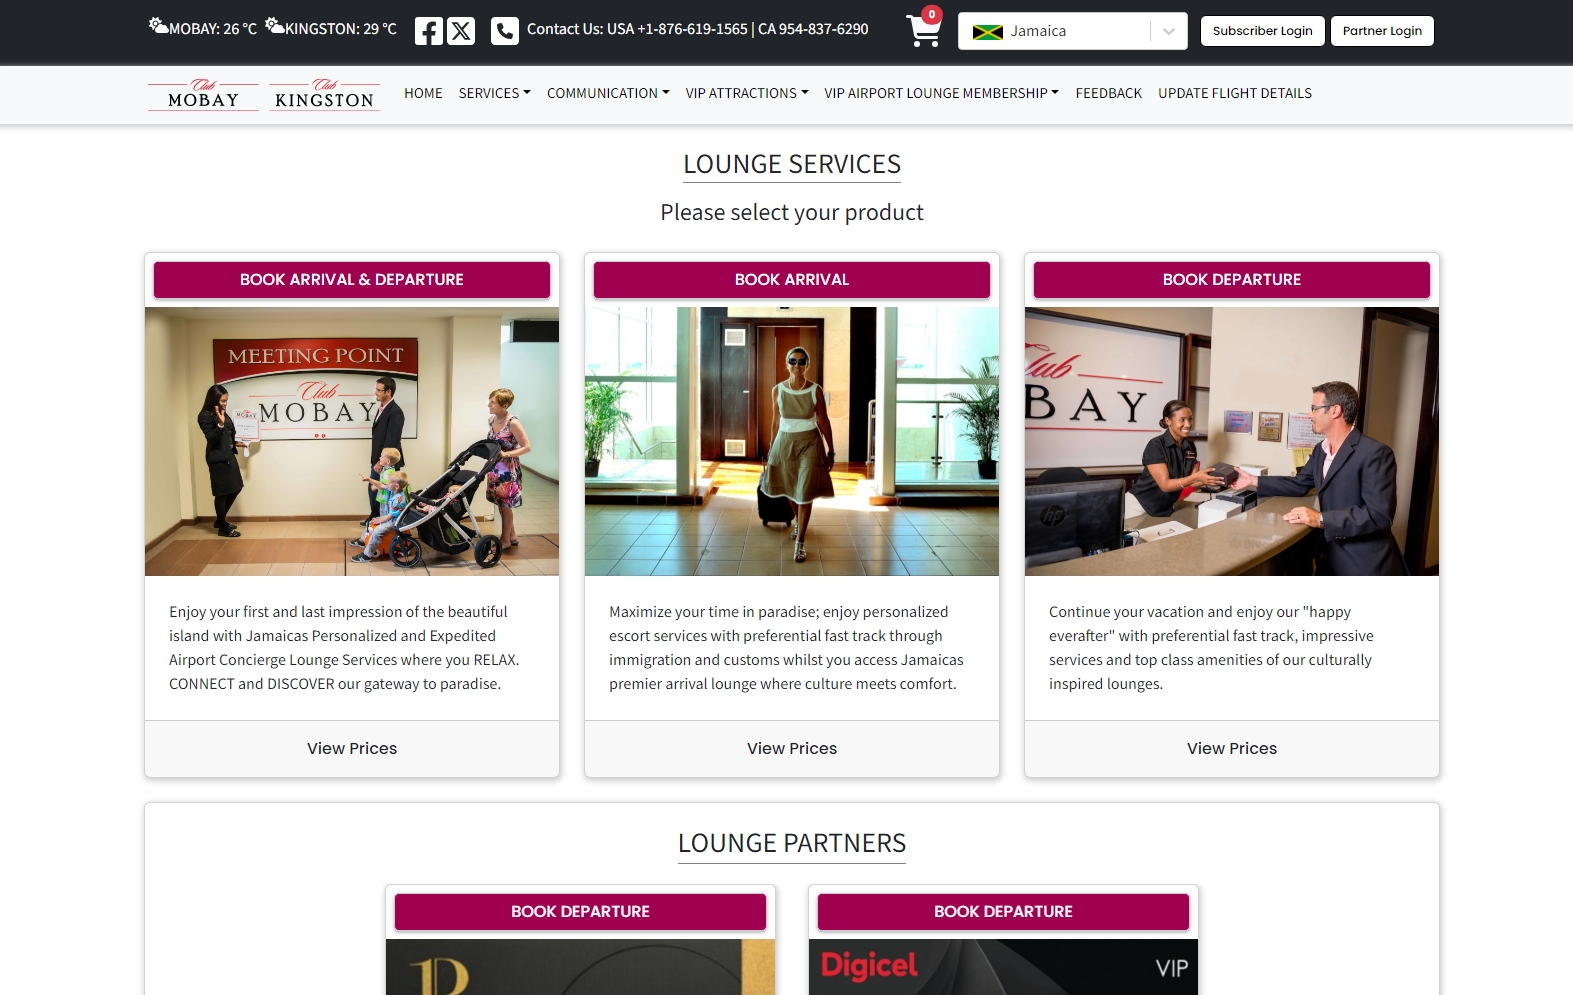 MOBAY: 26 °C KINGSTON: 29 °C Contact Us: USA +1-876-619-1565 | CA 954-837-6290 0 Jamaica Subscriber Login Partner Login
Club MOBAY Club KINGSTON HOME SERVICES COMMUNICATION VIP ATTRACTIONS VIP AIRPORT LOUNGE MEMBERSHIP FEEDBACK UPDATE FLIGHT DETAILS
LOUNGE SERVICES
Please select your product
BOOK ARRIVAL & DEPARTURE
MEETING POINT
Club
MOBAY
Enjoy your first and last impression of the beautiful
island with Jamaicas Personalized and Expedited
Airport Concierge Lounge Services where you RELAX.
CONNECT and DISCOVER our gateway to paradise.
View Prices
BOOK ARRIVAL
Maximize your time in paradise; enjoy personalized
escort services with preferential fast track through
immigration and customs whilst you access Jamaicas
premier arrival lounge where culture meets comfort.
View Prices
BOOK DEPARTURE
BAY
hp
Continue your vacation and enjoy our "happy
everafter" with preferential fast track, impressive
services and top class amenities of our culturally
inspired lounges.
View Prices
LOUNGE PARTNERS
BOOK DEPARTURE
BOOK DEPARTURE
Digicel VIP